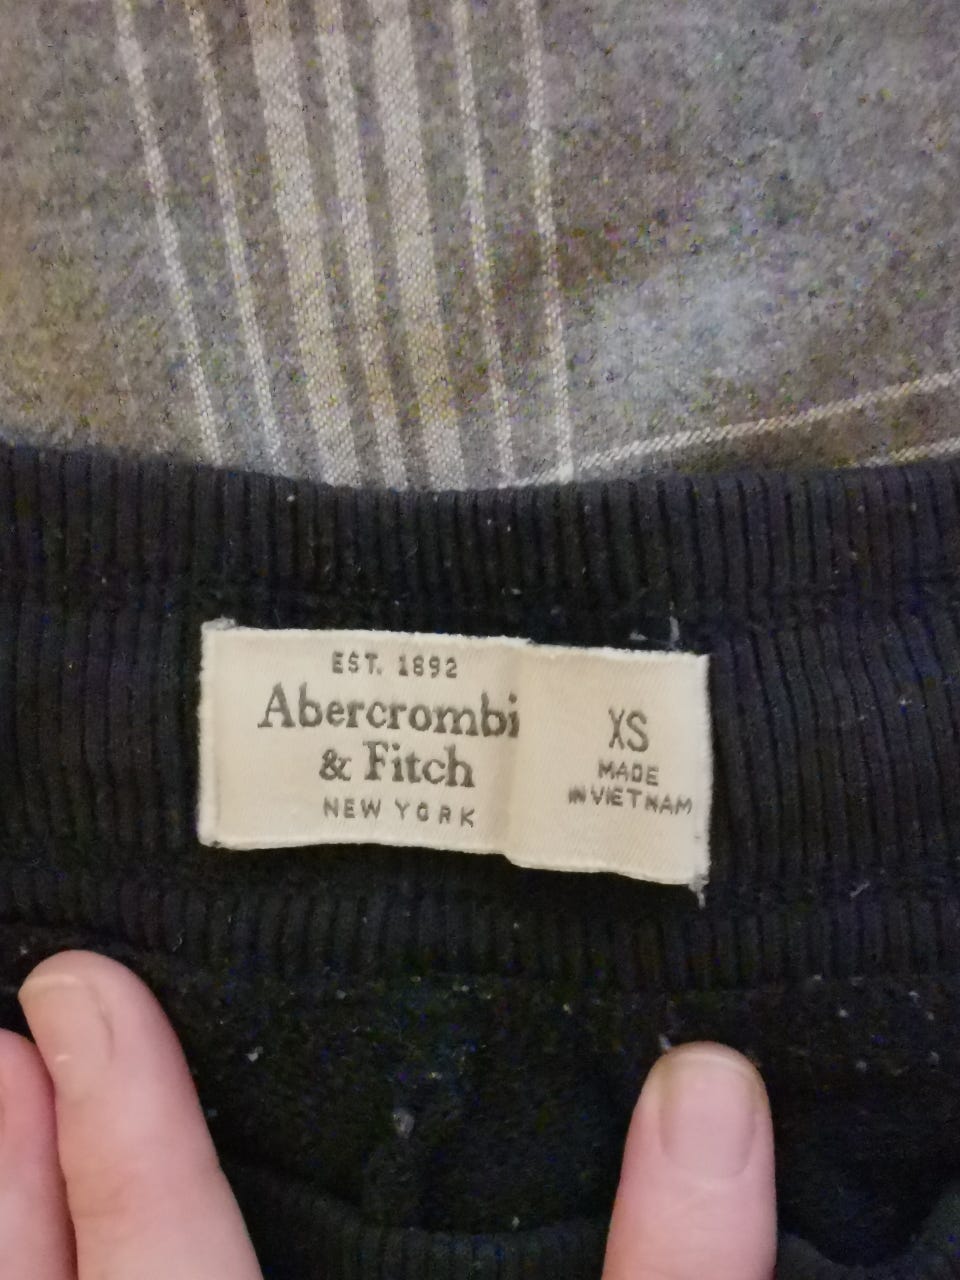 EST. 1892
Abercrombi
& Fitch
NEW YORK
XS
MADE
IN VIETNAM